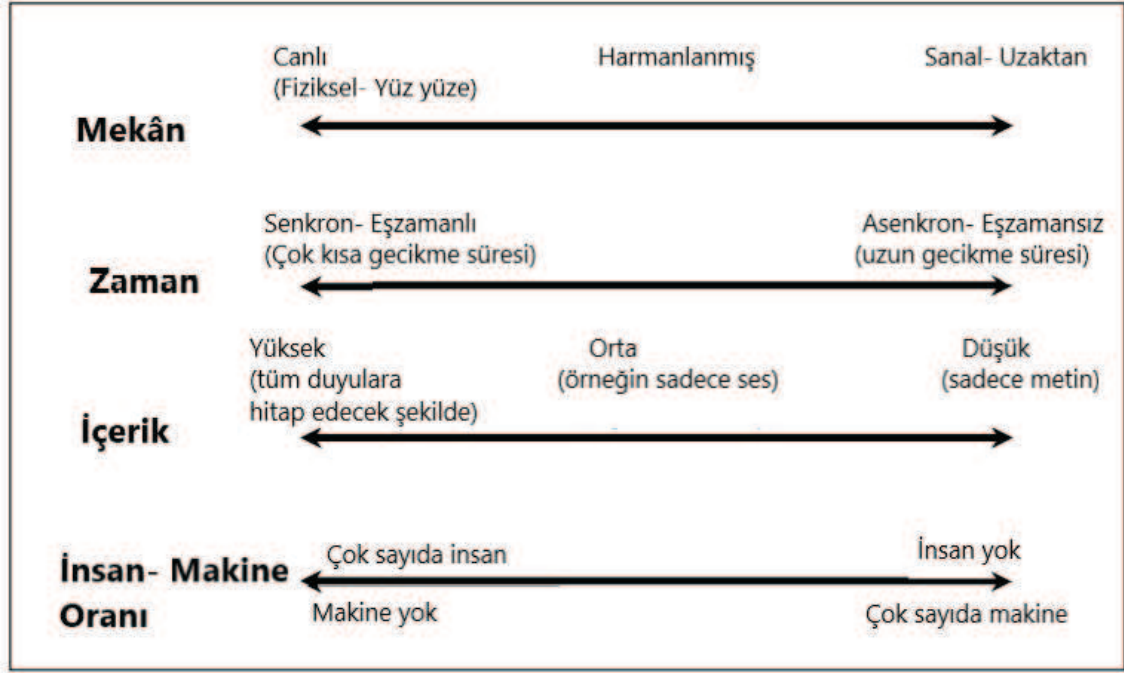 Canlı Harmanlanmış Sanal- Uzaktan
(Fiziksel- Yüz yüze)
Mekân
Senkron- Eşzamanlı Asenkron- Eşzamansız
(Çok kısa gecikme süresi) (uzun gecikme süresi)
Zaman
Yüksek Orta Düşük
(tüm duyulara (örneğin sadece ses) (sadece metin)
hitap edecek şekilde)
İçerik
Çok sayıda insan İnsan yok
İnsan- Makine
Oranı Makine yok Çok sayıda makine